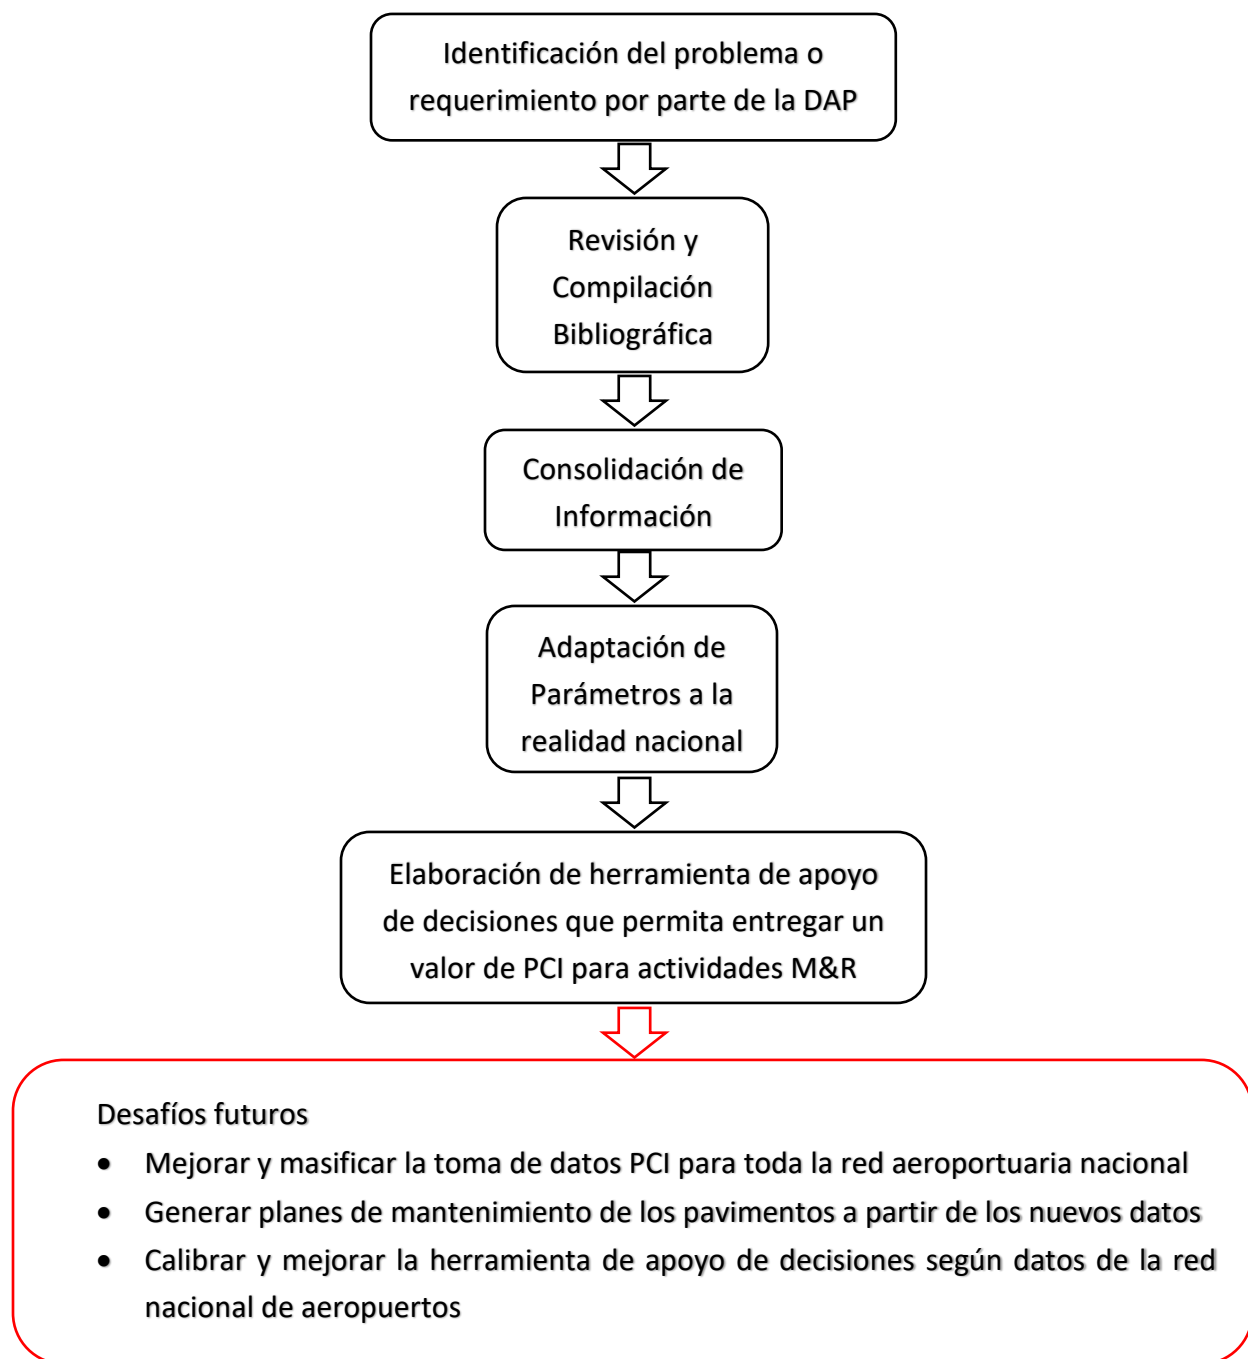 Identificación del problema o
requerimiento por parte de la DAP
Revisión y
Compilación
Bibliográfica
Consolidación de
Información
Adaptación de
Parámetros a la
realidad nacional
Elaboración de herramienta de apoyo
de decisiones que permita entregar un
valor de PCI para actividades M&R
Desafíos futuros
• Mejorar y masificar la toma de datos PCI para toda la red aeroportuaria nacional
• Generar planes de mantenimiento de los pavimentos a partir de los nuevos datos
• Calibrar y mejorar la herramienta de apoyo de decisiones según datos de la red
nacional de aeropuertos